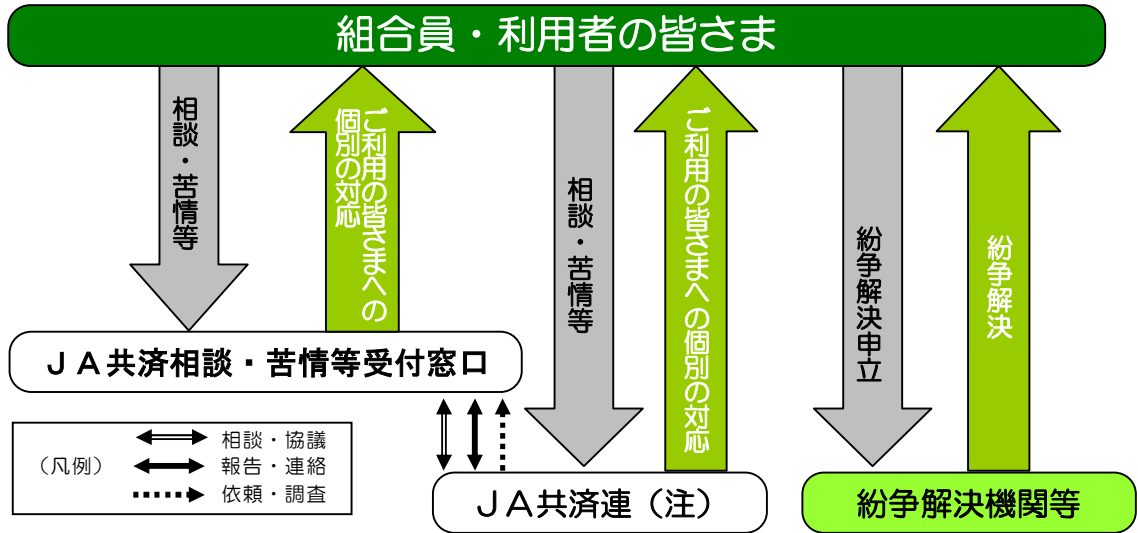 組合員・利用者の皆さま
相談・苦情等
ご利用の皆さまへの
個別の対応
相談・苦情等
ご利用の皆さまへの個別の対応
紛争解決申立
紛争解決
ＪＡ共済相談・苦情等受付窓口
（凡例）
相談・協議
報告・連絡
依頼・調査
ＪＡ共済連（注）
紛争解決機関等